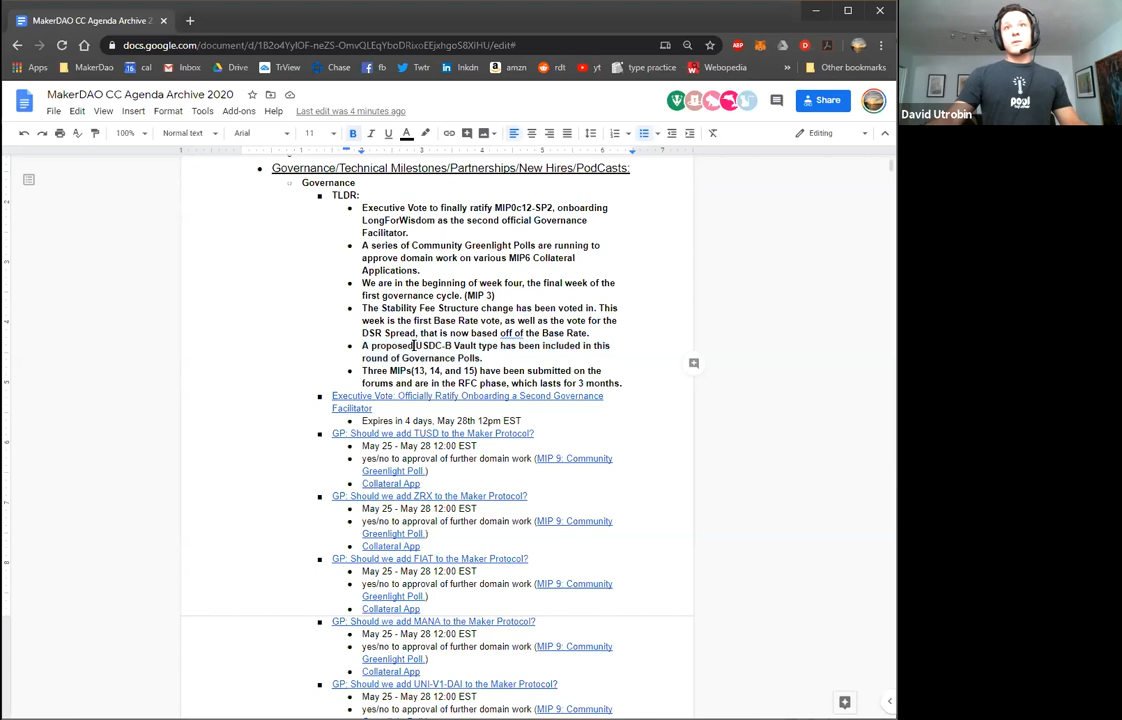 MakerDAO CC Agenda Archive 2
docs.google.com/document/d/1B2o4YylOF-neZS-OmvQLEqYboDRixoEEjxhgoS8XIHU/edit#
Apps MakerDao cal Inbox Drive TrView Chase fb Twtr lnkdn amzn rdt yt type practice Webopedia » Other bookmarks
MakerDAO CC Agenda Archive 2020
File Edit View Insert Format Tools Add-ons Help Last edit was 4 minutes ago
Share
100% Normal text Arial 11 Editing
David Utrobin
Governance/Technical Milestones/Partnerships/New Hires/PodCasts:
Governance
TLDR:
Executive Vote to finally ratify MIP0c12-SP2, onboarding
LongForWisdom as the second official Governance
Facilitator.
A series of Community Greenlight Polls are running to
approve domain work on various MIP6 Collateral
Applications.
We are in the beginning of week four, the final week of the
first governance cycle. (MIP 3)
The Stability Fee Structure change has been voted in. This
week is the first Base Rate vote, as well as the vote for the
DSR Spread, that is now based off of the Base Rate.
A proposed USDC-B Vault type has been included in this
round of Governance Polls.
Three MIPs(13, 14, and 15) have been submitted on the
forums and are in the RFC phase, which lasts for 3 months.
Executive Vote: Officially Ratify Onboarding a Second Governance
Facilitator
Expires in 4 days, May 28th 12pm EST
GP: Should we add TUSD to the Maker Protocol?
May 25 - May 28 12:00 EST
yes/no to approval of further domain work (MIP 9: Community
Greenlight Poll )
Collateral App
GP: Should we add ZRX to the Maker Protocol?
May 25 - May 28 12:00 EST
yes/no to approval of further domain work (MIP 9: Community
Greenlight Poll )
Collateral App
GP: Should we add FIAT to the Maker Protocol?
May 25 - May 28 12:00 EST
yes/no to approval of further domain work (MIP 9: Community
Greenlight Poll )
Collateral App
GP: Should we add MANA to the Maker Protocol?
May 25 - May 28 12:00 EST
yes/no to approval of further domain work (MIP 9: Community
Greenlight Poll )
Collateral App
GP: Should we add UNI-V1-DAI to the Maker Protocol?
May 25 - May 28 12:00 EST
yes/no to approval of further domain work (MIP 9: Community